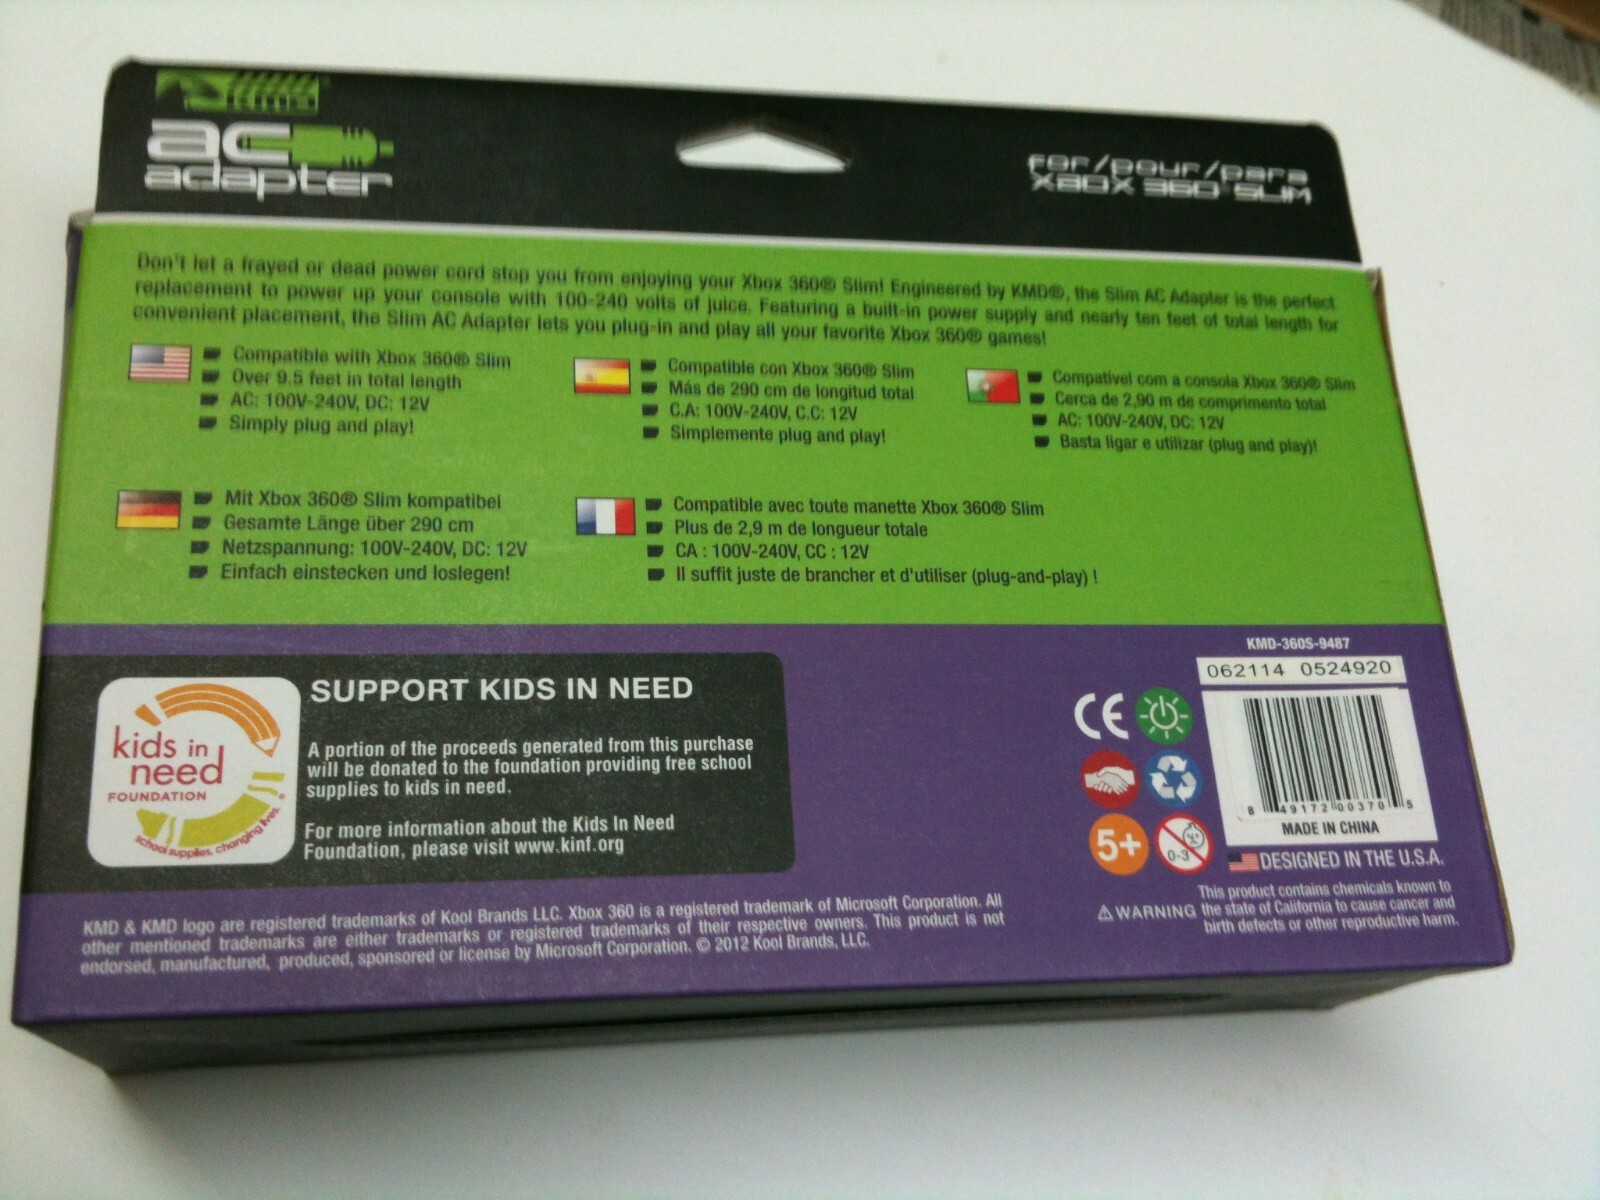 KMD
ac
adapter
for/pour/para
XBOX 360® SLIM
Don't let a frayed or dead power cord stop you from enjoying your Xbox 360® Slim! Engineered by KMD®, the Slim AC Adapter is the perfect
replacement to power up your console with 100-240 volts of juice. Featuring a built-in power supply and nearly ten feet of total length for
convenient placement, the Slim AC Adapter lets you plug-in and play all your favorite Xbox 360® games!
Compatible with Xbox 360® Slim
Over 9.5 feet in total length
AC: 100V-240V, DC: 12V
Simply plug and play!
Compatible con Xbox 360® Slim
Más de 290 cm de longitud total
C.A: 100V-240V, C.C: 12V
Simplemente plug and play!
Compativel com a consola Xbox 360® Slim
Cerca de 2,90 m de comprimento total
AC: 100V-240V, DC: 12V
Basta ligar e utilizar (plug and play)!
Mit Xbox 360® Slim kompatibel
Gesamte Länge über 290 cm
Netzspannung: 100V-240V, DC: 12V
Einfach einstecken und loslegen!
Compatible avec toute manette Xbox 360® Slim
Plus de 2,9 m de longueur totale
CA : 100V-240V, CC : 12V
Il suffit juste de brancher et d'utiliser (plug-and-play) !
kids in
need
FOUNDATION
®
school supplies. changing lives.
SUPPORT KIDS IN NEED
A portion of the proceeds generated from this purchase
will be donated to the foundation providing free school
supplies to kids in need.
For more information about the Kids In Need
Foundation, please visit www.kinf.org
KMD-360S-9487
062114 0524920
CE
5+
0-3
8 49172 00370 5
MADE IN CHINA
DESIGNED IN THE U.S.A.
WARNING
This product contains chemicals known to
the state of California to cause cancer and
birth defects or other reproductive harm.
KMD & KMD logo are registered trademarks of Kool Brands LLC. Xbox 360 is a registered trademark of Microsoft Corporation. All
other mentioned trademarks are either trademarks or registered trademarks of their respective owners. This product is not
endorsed, manufactured, produced, sponsored or license by Microsoft Corporation. © 2012 Kool Brands, LLC.